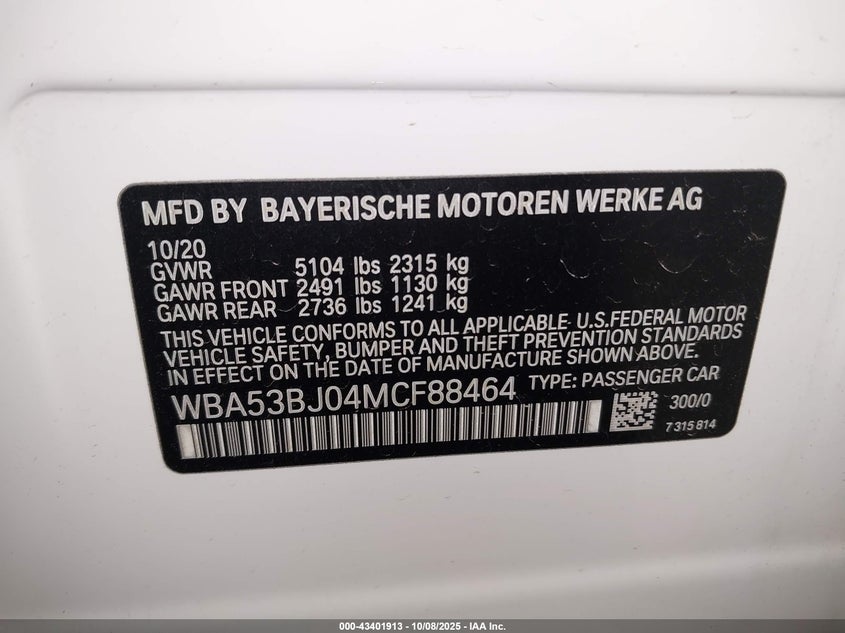 MFD BY BAYERISCHE MOTOREN WERKE AG
10/20
GVWR 5104 lbs 2315 kg
GAWR FRONT 2491 lbs 1130 kg
GAWR REAR 2736 lbs 1241 kg
THIS VEHICLE CONFORMS TO ALL APPLICABLE U.S.FEDERAL MOTOR
VEHICLE SAFETY, BUMPER AND THEFT PREVENTION STANDARDS
IN EFFECT ON THE DATE OF MANUFACTURE SHOWN ABOVE.
WBA53BJ04MCF88464 TYPE: PASSENGER CAR
300/0
7 315 814
000-43401913 - 10/08/2025 - IAA Inc.